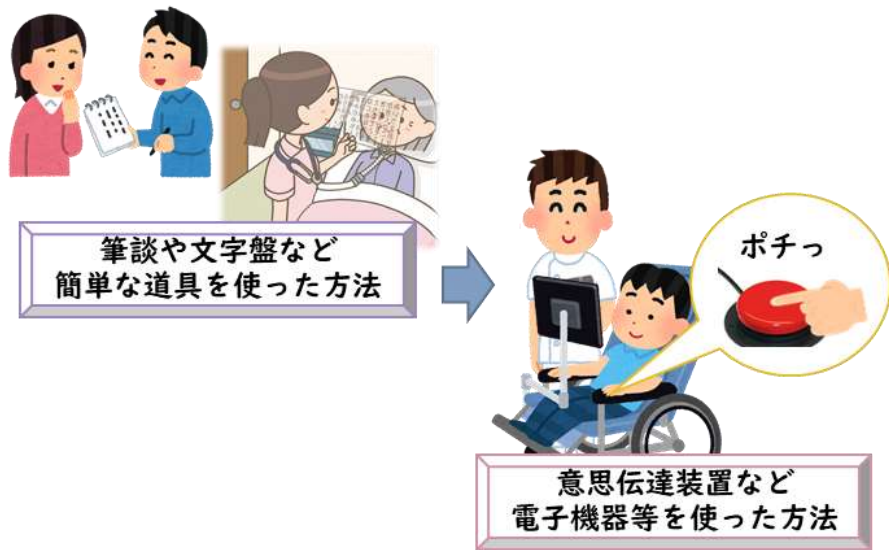 筆談や文字盤など
簡単な道具を使った方法
ポチっ
意思伝達装置など
電子機器等を使った方法